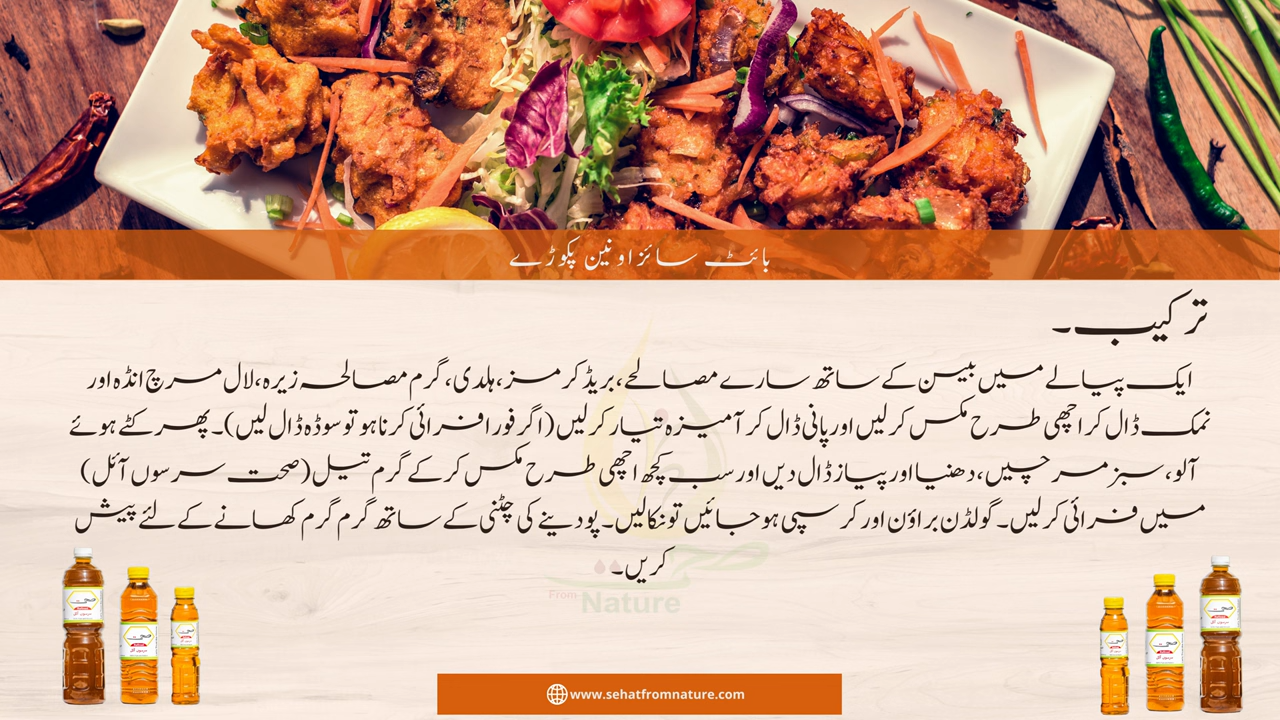 بائٹ سائز اونین پکوڑے
ترکیب۔
ایک پیالے میں بیسن کے ساتھ سارے مصالحے، بریڈ کرمز، ہلدی، گرم مصالحہ زیرہ، لال مرچ انڈہ اور
نمک ڈال کر اچھی طرح مکس کر لیں اور پانی ڈال کر آمیزہ تیار کر لیں (اگر فورا فرائی کرنا ہو تو سوڈہ ڈال لیں)۔ پھر کٹے ہوئے
آلو، سبز مرچیں، دھنیا اور پیاز ڈال دیں اور سب کچھ اچھی طرح مکس کر کے گرم تیل (صحت سرسوں آئل)
میں فرائی کر لیں۔ گولڈن براؤن اور کرسپی ہو جائیں تو نکالیں۔ پودینے کی چٹنی کے ساتھ گرم گرم کھانے کے لئے پیش
کریں۔
صحت
From
Nature
www.sehatfromnature.com